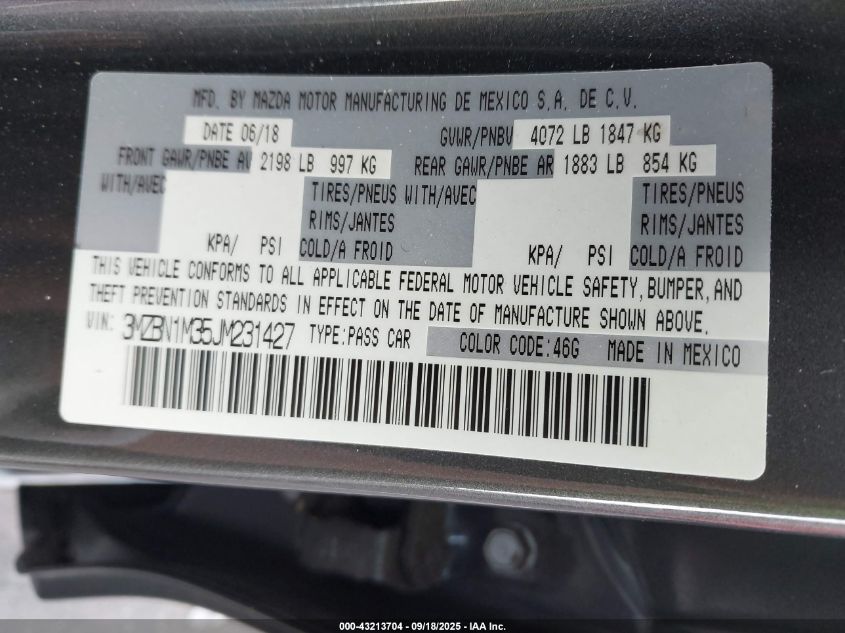 MFD. BY MAZDA MOTOR MANUFACTURING DE MEXICO S.A. DE C.V.
DATE 06/18 GVWR/PNBV 4072 LB 1847 KG
FRONT GAWR/PNBE AV 2198 LB 997 KG REAR GAWR/PNBE AR 1883 LB 854 KG
WITH/AVEC TIRES/PNEUS WITH/AVEC TIRES/PNEUS
RIMS/JANTES RIMS/JANTES
KPA/ PSI COLD/A FROID KPA/ PSI COLD/A FROID
THIS VEHICLE CONFORMS TO ALL APPLICABLE FEDERAL MOTOR VEHICLE SAFETY, BUMPER, AND
THEFT PREVENTION STANDARDS IN EFFECT ON THE DATE OF MANUFACTURE SHOWN ABOVE.
VIN: 3MZBN1M35JM231427 TYPE:PASS CAR COLOR CODE:46G MADE IN MEXICO
000-43213704 - 09/18/2025 - IAA Inc.